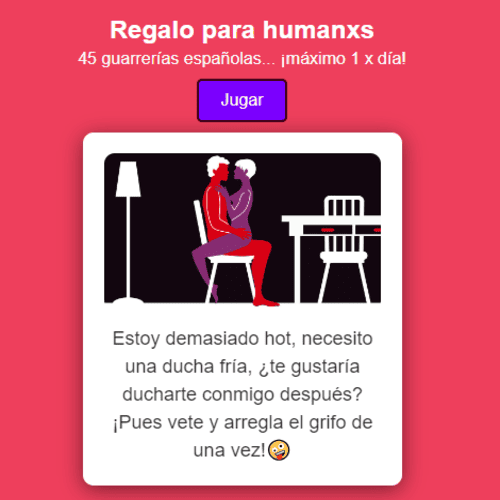 Regalo para humanxs
45 guarrerías españolas... ¡máximo 1 x día!
Jugar
Estoy demasiado hot, necesito
una ducha fría, ¿te gustaría
ducharte conmigo después?
¡Pues vete y arregla el grifo de
una vez!🤪